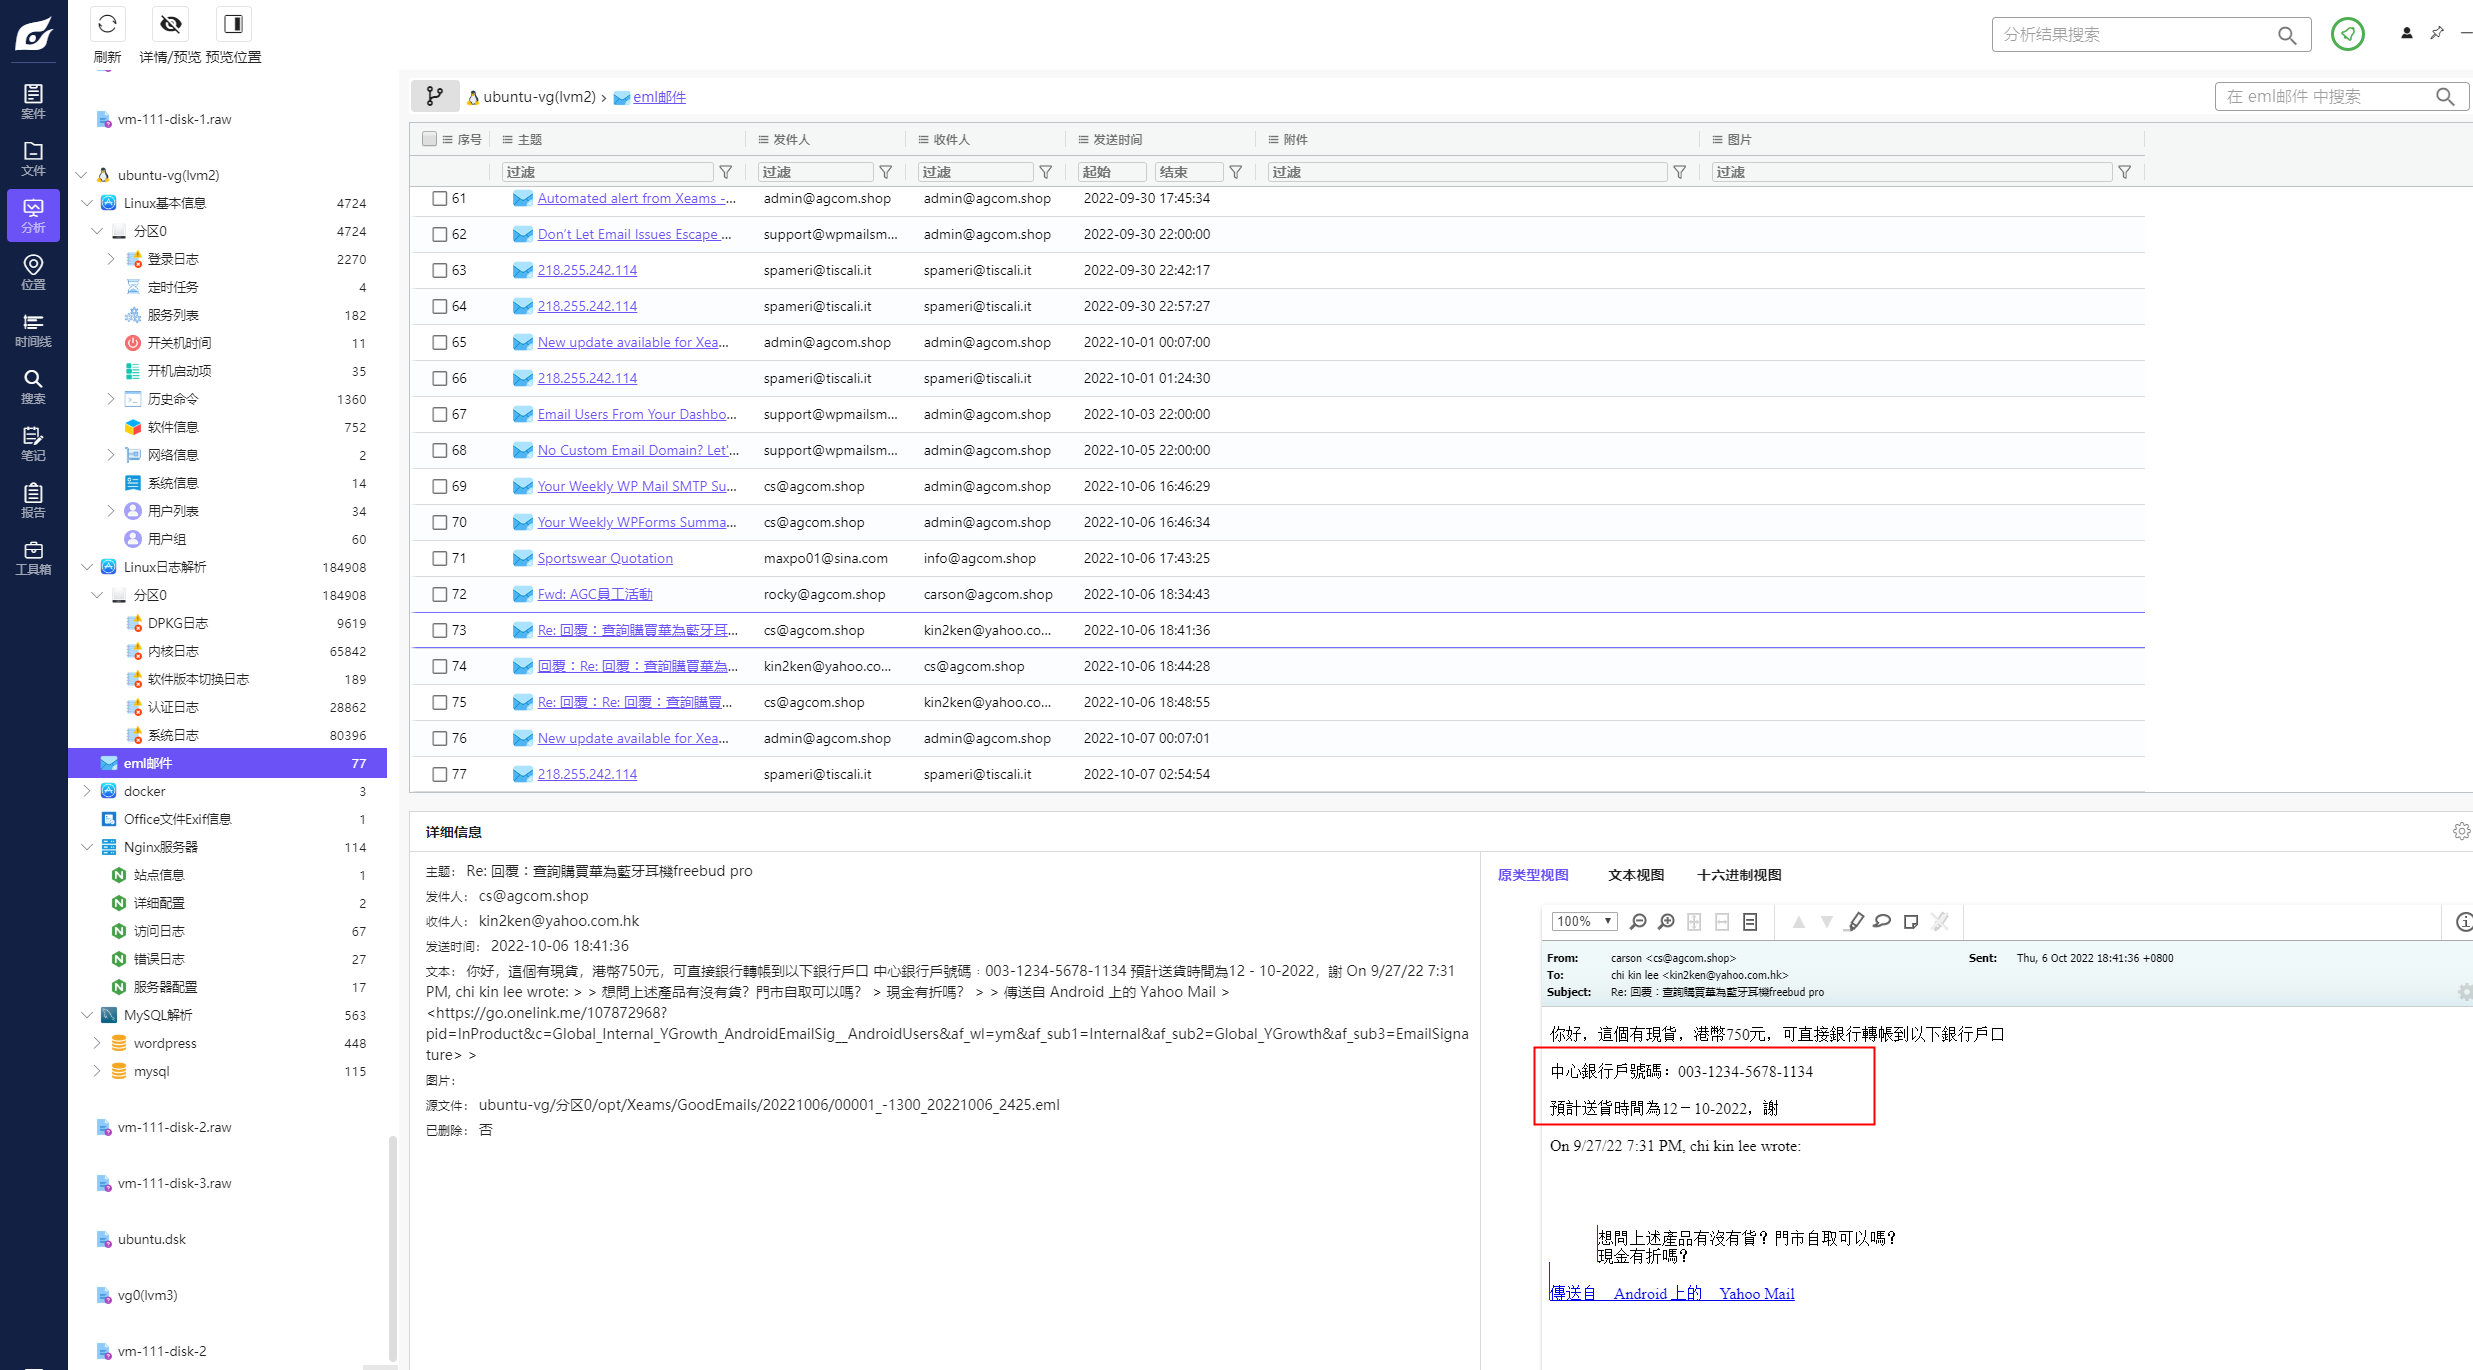 刷新
详情/预览
预览位置
分析结果搜索
案件
文件
分析
位置
时间线
搜索
笔记
报告
工具箱
vm-111-disk-1.raw
ubuntu-vg(lvm2)
Linux基本信息 4724
分区0 4724
登录日志 2270
定时任务 4
服务列表 182
开关机时间 11
开机启动项 35
历史命令 1360
软件信息 752
网络信息 2
系统信息 14
用户列表 34
用户组 60
Linux日志解析 184908
分区0 184908
DPKG日志 9619
内核日志 65842
软件版本切换日志 189
认证日志 28862
系统日志 80396
eml邮件 77
docker 3
Office文件Exif信息 1
Nginx服务器 114
站点信息 1
详细配置 2
访问日志 67
错误日志 27
服务器配置 17
MySQL解析 563
wordpress 448
mysql 115
vm-111-disk-2.raw
vm-111-disk-3.raw
ubuntu.dsk
vg0(lvm3)
vm-111-disk-2
ubuntu-vg(lvm2) › eml邮件
在 eml邮件 中搜索
序号 主题 发件人 收件人 发送时间 附件 图片
过滤 过滤 过滤 起始 结束 过滤 过滤
61 Automated alert from Xeams -... admin@agcom.shop admin@agcom.shop 2022-09-30 17:45:34
62 Don’t Let Email Issues Escape ... support@wpmailsm... admin@agcom.shop 2022-09-30 22:00:00
63 218.255.242.114 spameri@tiscali.it spameri@tiscali.it 2022-09-30 22:42:17
64 218.255.242.114 spameri@tiscali.it spameri@tiscali.it 2022-09-30 22:57:27
65 New update available for Xea... admin@agcom.shop admin@agcom.shop 2022-10-01 00:07:00
66 218.255.242.114 spameri@tiscali.it spameri@tiscali.it 2022-10-01 01:24:30
67 Email Users From Your Dashbo... support@wpmailsm... admin@agcom.shop 2022-10-03 22:00:00
68 No Custom Email Domain? Let'... support@wpmailsm... admin@agcom.shop 2022-10-05 22:00:00
69 Your Weekly WP Mail SMTP Su... cs@agcom.shop admin@agcom.shop 2022-10-06 16:46:29
70 Your Weekly WPForms Summa... cs@agcom.shop admin@agcom.shop 2022-10-06 16:46:34
71 Sportswear Quotation maxpo01@sina.com info@agcom.shop 2022-10-06 17:43:25
72 Fwd: AGC員工活動 rocky@agcom.shop carson@agcom.shop 2022-10-06 18:34:43
73 Re: 回覆：查詢購買華為藍牙耳... cs@agcom.shop kin2ken@yahoo.co... 2022-10-06 18:41:36
74 回覆：Re: 回覆：查詢購買華為... kin2ken@yahoo.co... cs@agcom.shop 2022-10-06 18:44:28
75 Re: 回覆：Re: 回覆：查詢購買... cs@agcom.shop kin2ken@yahoo.co... 2022-10-06 18:48:55
76 New update available for Xea... admin@agcom.shop admin@agcom.shop 2022-10-07 00:07:01
77 218.255.242.114 spameri@tiscali.it spameri@tiscali.it 2022-10-07 02:54:54
详细信息
主题： Re: 回覆：查詢購買華為藍牙耳機freebud pro
发件人： cs@agcom.shop
收件人： kin2ken@yahoo.com.hk
发送时间： 2022-10-06 18:41:36
文本： 你好，這個有現貨，港幣750元，可直接銀行轉帳到以下銀行戶口 中心銀行戶號碼：003-1234-5678-1134 預計送貨時間為12－10-2022，謝 On 9/27/22 7:31
PM, chi kin lee wrote: > > 想問上述產品有沒有貨？門市自取可以嗎？ > 現金有折嗎？ > > 傳送自 Android 上的 Yahoo Mail >
<https://go.onelink.me/107872968?
pid=InProduct&c=Global_Internal_YGrowth_AndroidEmailSig__AndroidUsers&af_wl=ym&af_sub1=Internal&af_sub2=Global_YGrowth&af_sub3=EmailSigna
ture> >
图片：
源文件： ubuntu-vg/分区0/opt/Xeams/GoodEmails/20221006/00001_-1300_20221006_2425.eml
已删除： 否
原类型视图 文本视图 十六进制视图
100%
From: carson <cs@agcom.shop> Sent: Thu, 6 Oct 2022 18:41:36 +0800
To: chi kin lee <kin2ken@yahoo.com.hk>
Subject: Re: 回覆：查詢購買華為藍牙耳機freebud pro
你好，這個有現貨，港幣750元，可直接銀行轉帳到以下銀行戶口
中心銀行戶號碼：003-1234-5678-1134
預計送貨時間為12－10-2022，謝
On 9/27/22 7:31 PM, chi kin lee wrote:
想問上述產品有沒有貨？門市自取可以嗎？
現金有折嗎？
傳送自 Android 上的 Yahoo Mail